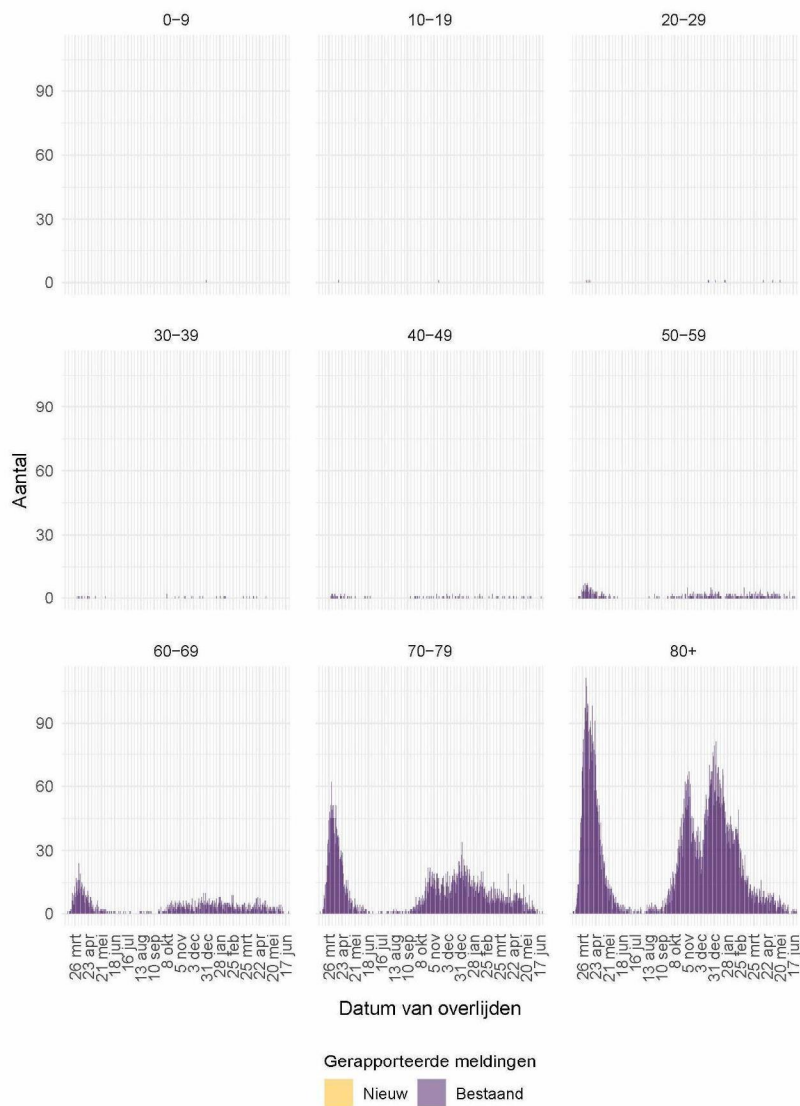 0−9
10−19
20−29
90
60
30
0
30−39
40−49
50−59
90
60
30
0
Aantal
60−69
70−79
80+
90
60
30
0
26 mrt
23 apr
21 mei
18 jun
16 jul
13 aug
10 sep
8 okt
5 nov
3 dec
31 dec
28 jan
25 feb
25 mrt
22 apr
20 mei
17 jun
26 mrt
23 apr
21 mei
18 jun
16 jul
13 aug
10 sep
8 okt
5 nov
3 dec
31 dec
28 jan
25 feb
25 mrt
22 apr
20 mei
17 jun
26 mrt
23 apr
21 mei
18 jun
16 jul
13 aug
10 sep
8 okt
5 nov
3 dec
31 dec
28 jan
25 feb
25 mrt
22 apr
20 mei
17 jun
Datum van overlijden
Gerapporteerde meldingen
Nieuw Bestaand